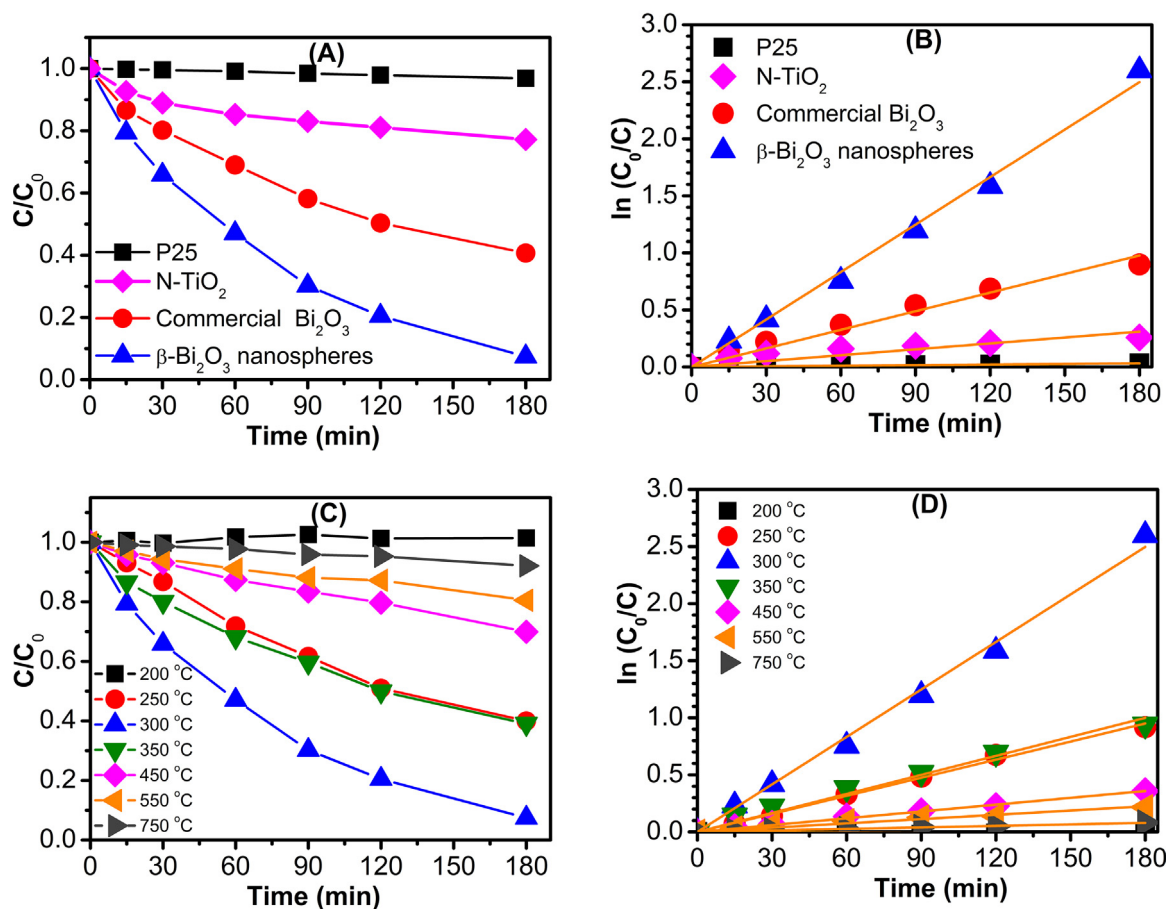 (A)
C/C₀
1.0
0.8
0.6
0.4
0.2
0.0
P25
N-TiO₂
Commercial Bi₂O₃
β-Bi₂O₃ nanospheres
0 30 60 90 120 150 180
Time (min)
(B)
ln (C₀/C)
3.0
2.5
2.0
1.5
1.0
0.5
0.0
P25
N-TiO₂
Commercial Bi₂O₃
β-Bi₂O₃ nanospheres
0 30 60 90 120 150 180
Time (min)
(C)
C/C₀
1.0
0.8
0.6
0.4
0.2
0.0
200 °C
250 °C
300 °C
350 °C
450 °C
550 °C
750 °C
0 30 60 90 120 150 180
Time (min)
(D)
ln (C₀/C)
3.0
2.5
2.0
1.5
1.0
0.5
0.0
200 °C
250 °C
300 °C
350 °C
450 °C
550 °C
750 °C
0 30 60 90 120 150 180
Time (min)